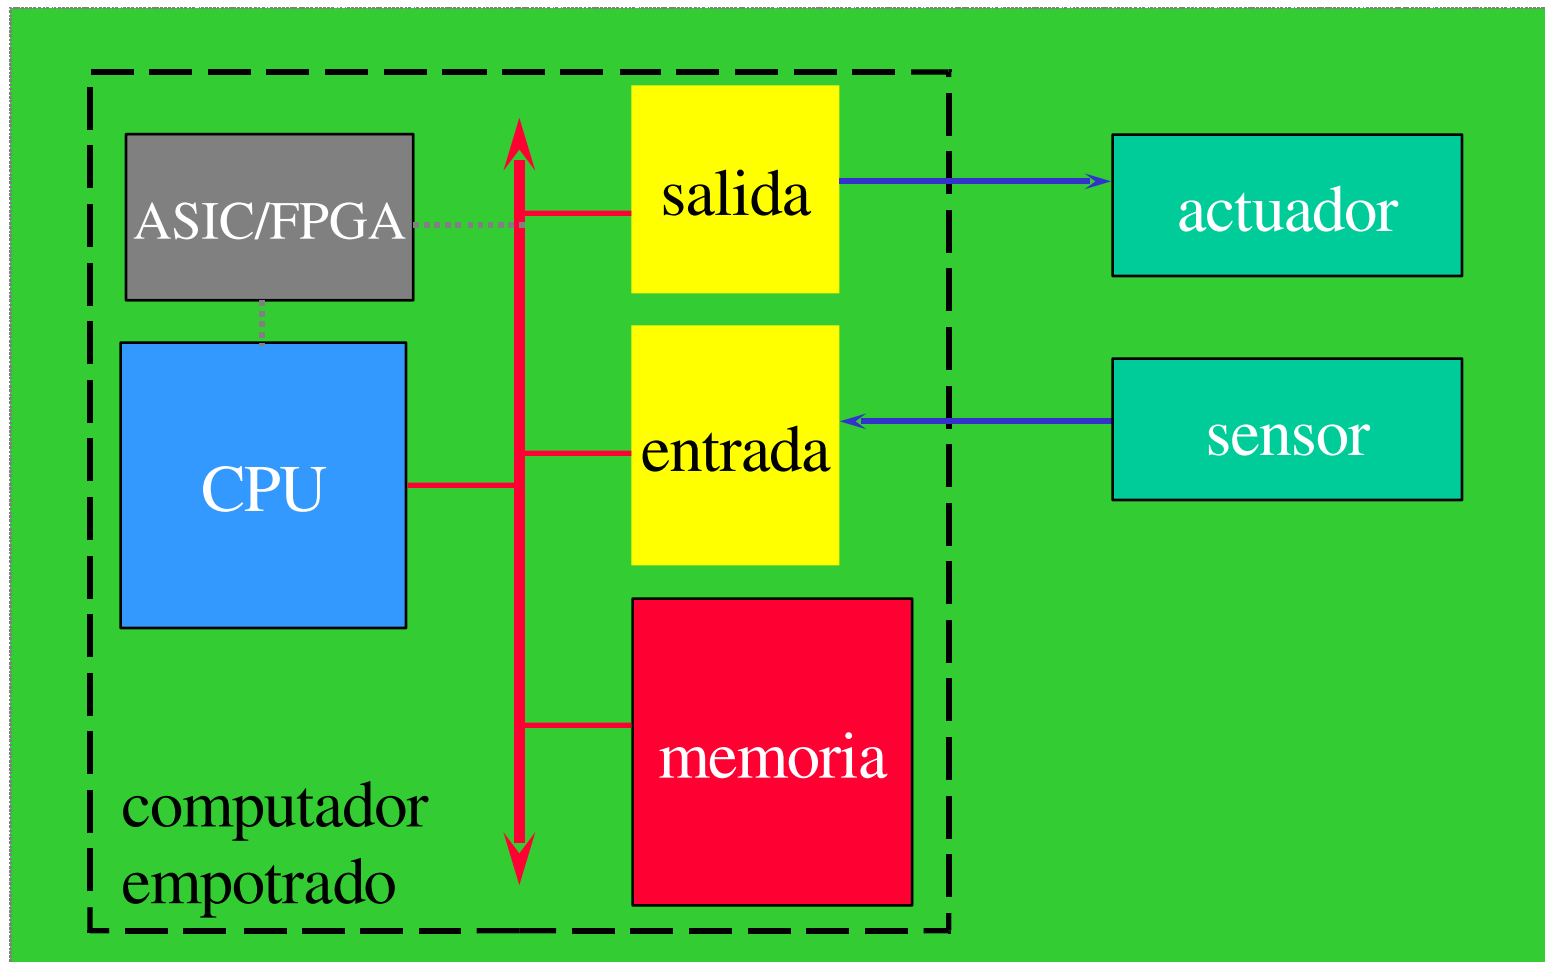 ASIC/FPGA
salida
actuador
CPU
entrada
sensor
memoria
computador
empotrado